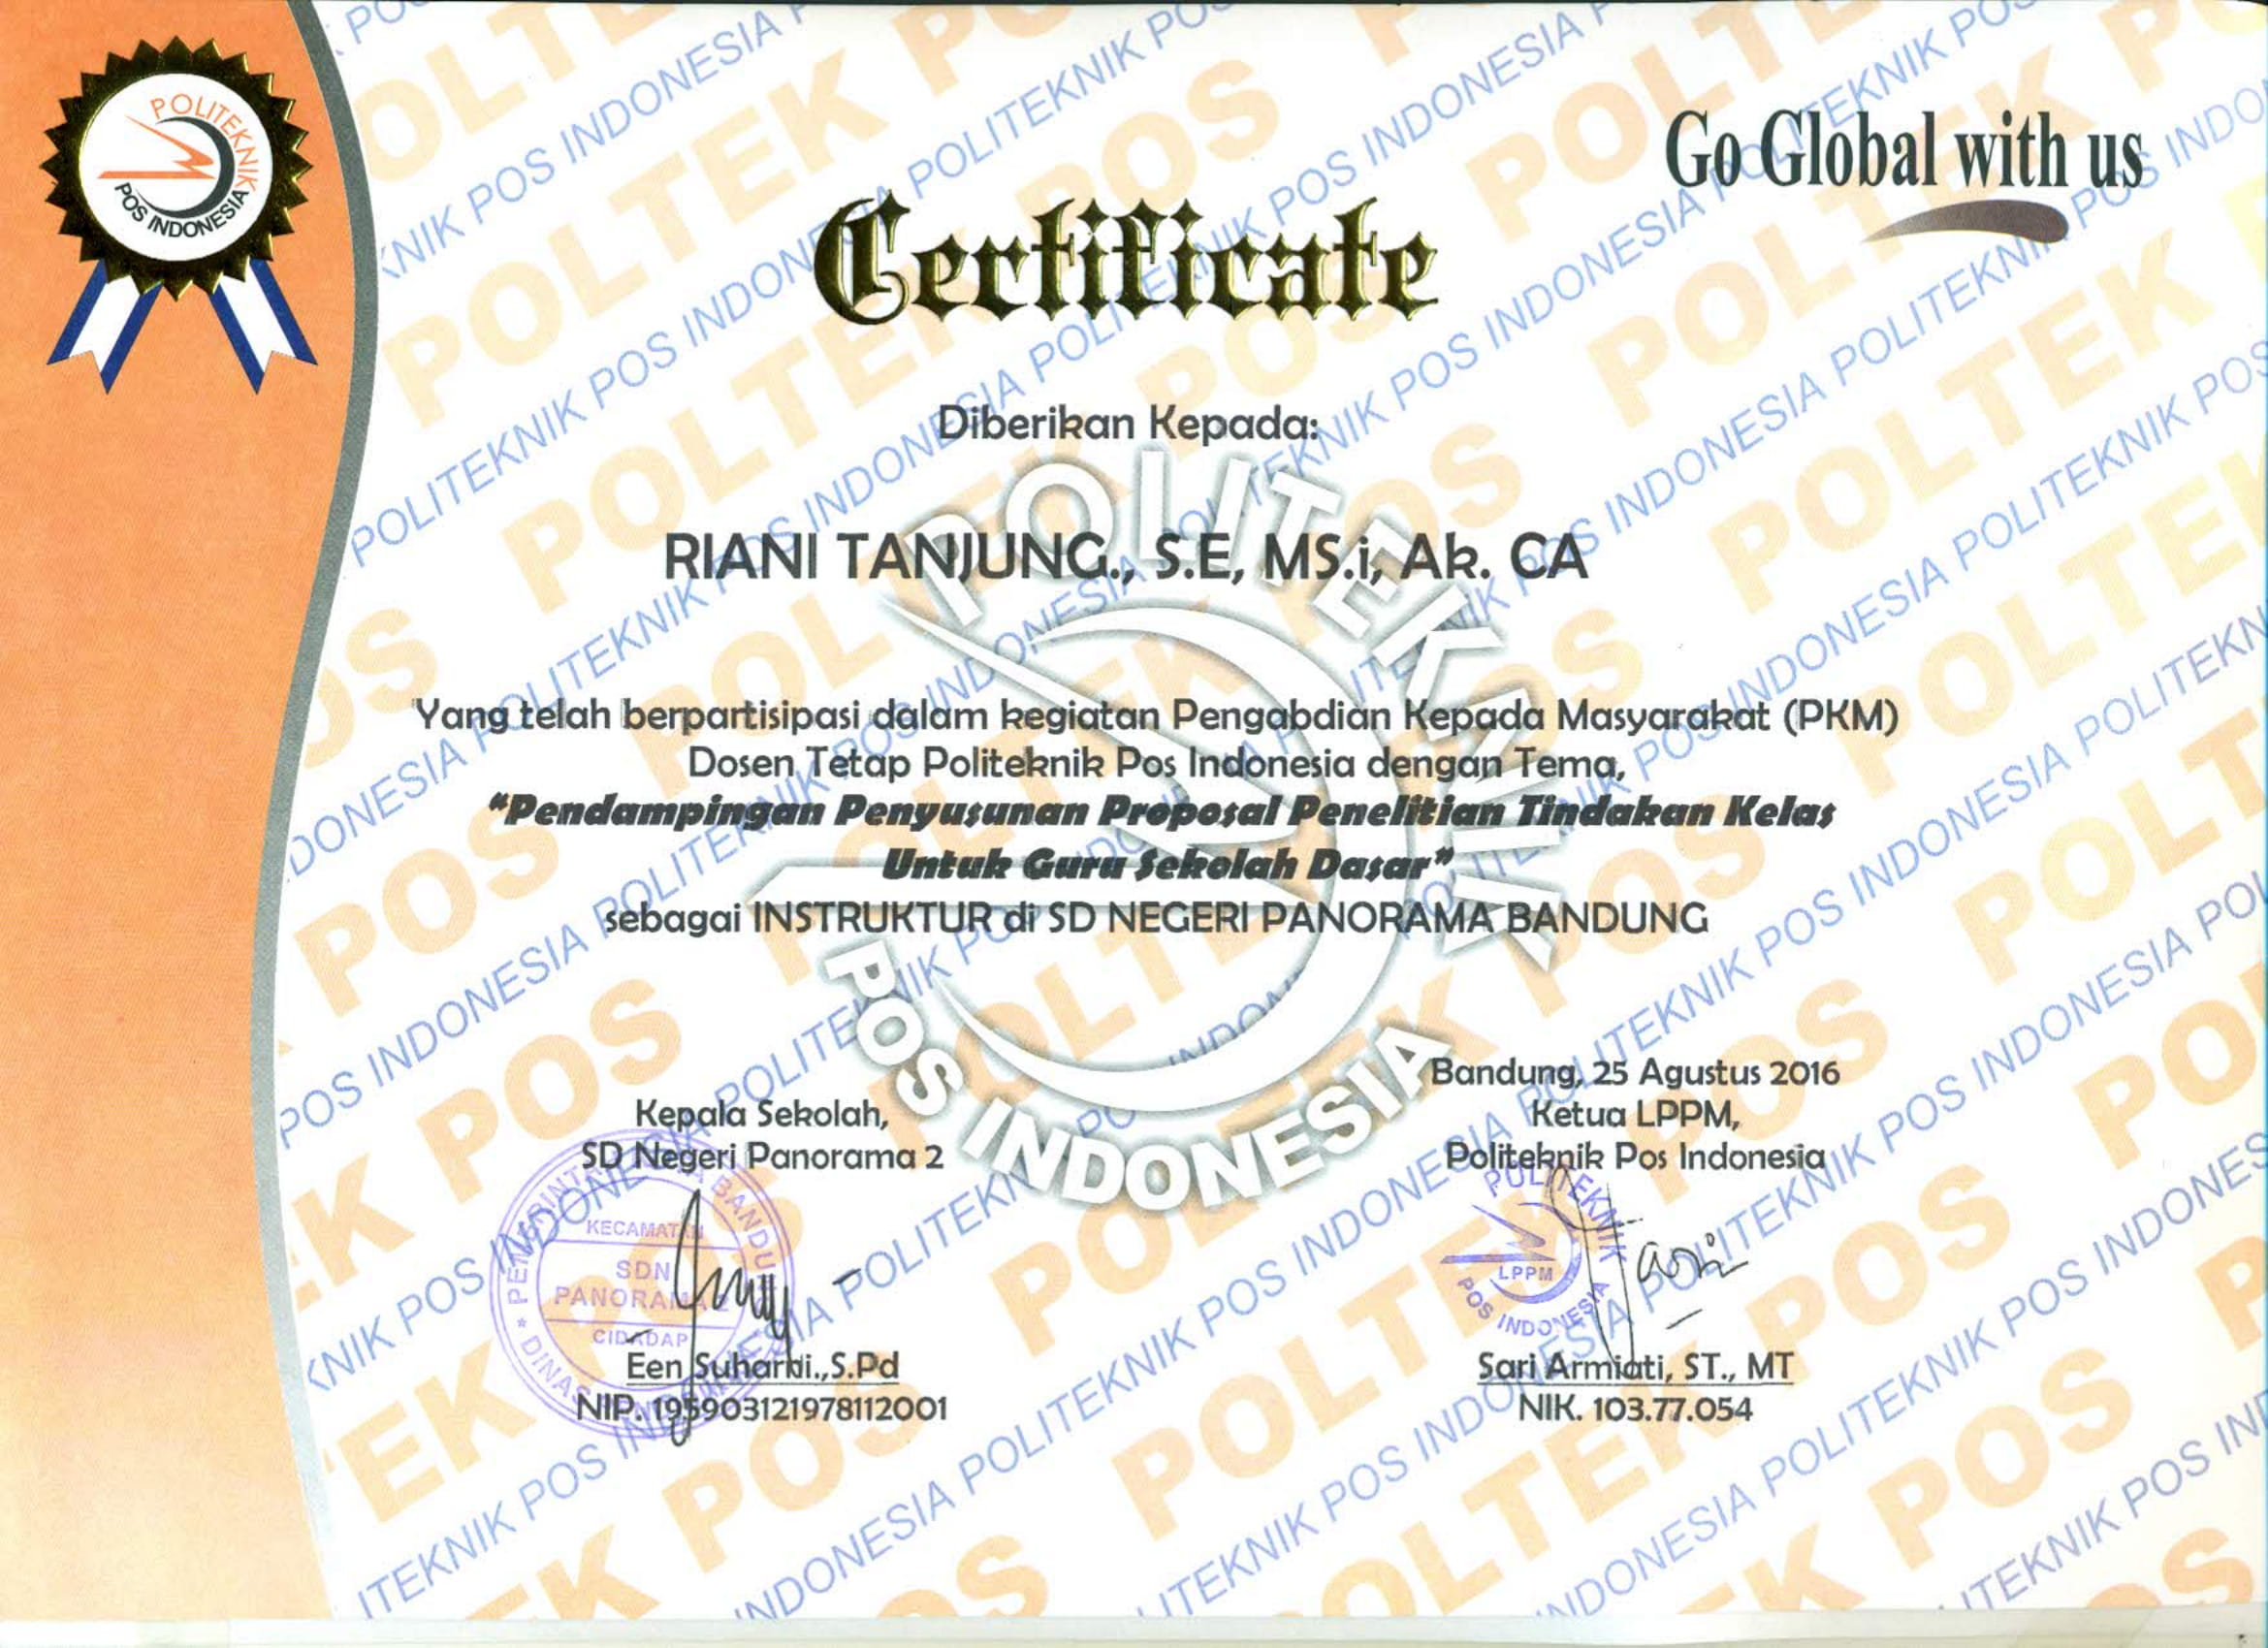 POLITEKNIK
POS INDONESIA
Go Global with us
Certificate
Diberikan Kepada:
RIANI TANJUNG., S.E, MS.i, Ak. CA
Yang telah berpartisipasi dalam kegiatan Pengabdian Kepada Masyarakat (PKM)
Dosen Tetap Politeknik Pos Indonesia dengan Tema,
"Pendampingan Penyusunan Proposal Penelitian Tindakan Kelas
Untuk Guru Sekolah Dasar"
sebagai INSTRUKTUR di SD NEGERI PANORAMA BANDUNG
POLITEKNIK
POS INDONESIA
Bandung, 25 Agustus 2016
Kepala Sekolah,
SD Negeri Panorama 2
Ketua LPPM,
Politeknik Pos Indonesia
KECAMATAN
SDN
PANORAMA 2
CIDADAP
POLITEKNIK
LPPM
POS INDONESIA
Een Suharni.,S.Pd
NIP. 195903121978112001
Sari Armiati, ST., MT
NIK. 103.77.054